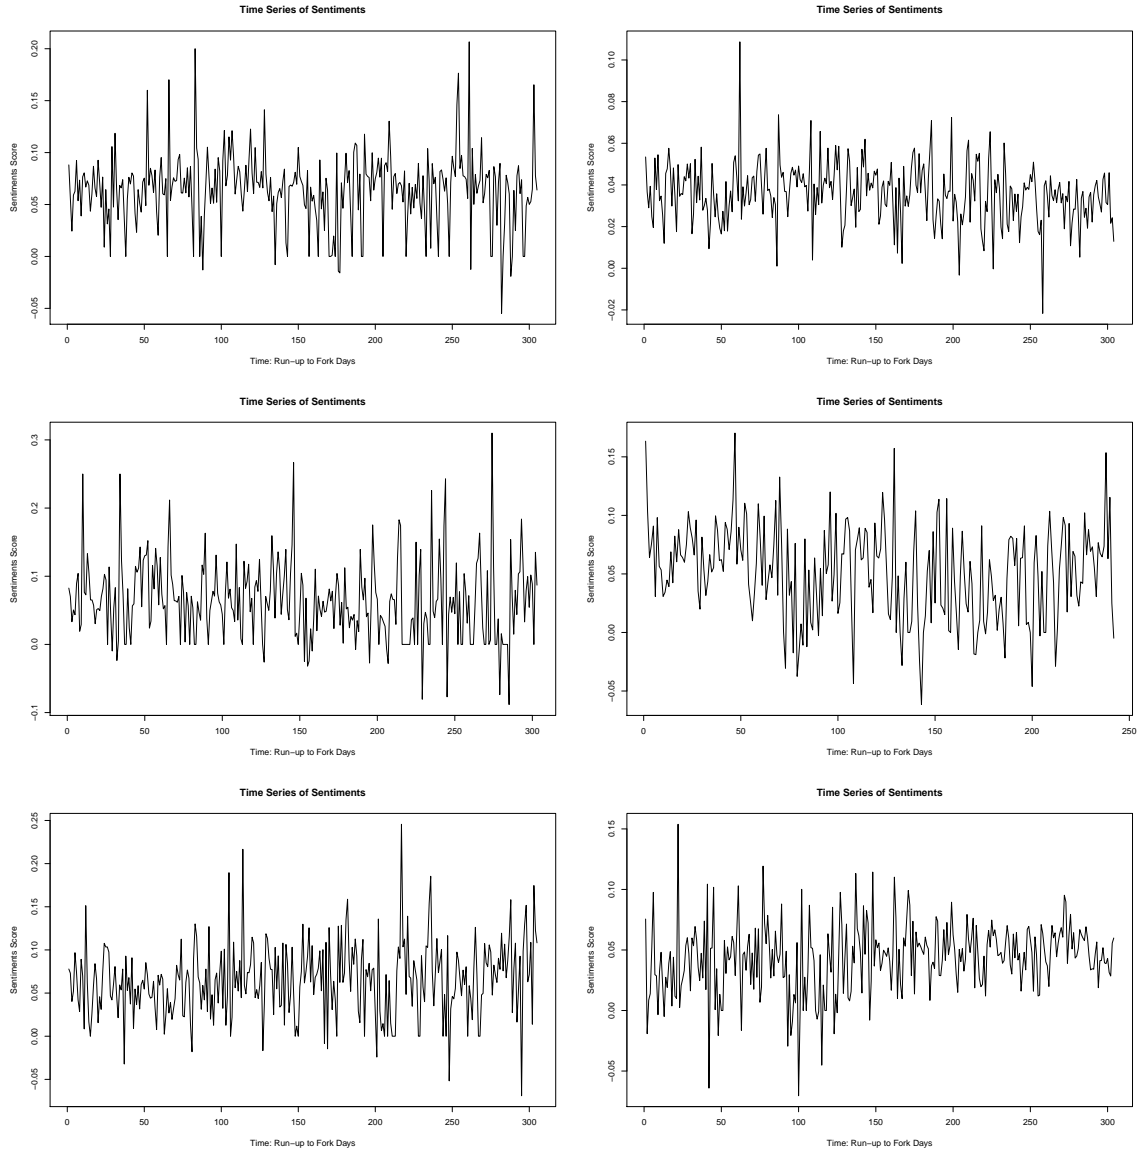 Time Series of Sentiments
Sentiments Score
0.20
0.15
0.10
0.05
0.00
−0.05
0 50 100 150 200 250 300
Time: Run−up to Fork Days
Time Series of Sentiments
Sentiments Score
0.10
0.08
0.06
0.04
0.02
0.00
−0.02
0 50 100 150 200 250 300
Time: Run−up to Fork Days
Time Series of Sentiments
Sentiments Score
0.3
0.2
0.1
0.0
−0.1
0 50 100 150 200 250 300
Time: Run−up to Fork Days
Time Series of Sentiments
Sentiments Score
0.15
0.10
0.05
0.00
−0.05
0 50 100 150 200 250
Time: Run−up to Fork Days
Time Series of Sentiments
Sentiments Score
0.25
0.20
0.15
0.10
0.05
0.00
−0.05
0 50 100 150 200 250 300
Time: Run−up to Fork Days
Time Series of Sentiments
Sentiments Score
0.15
0.10
0.05
0.00
−0.05
0 50 100 150 200 250 300
Time: Run−up to Fork Days